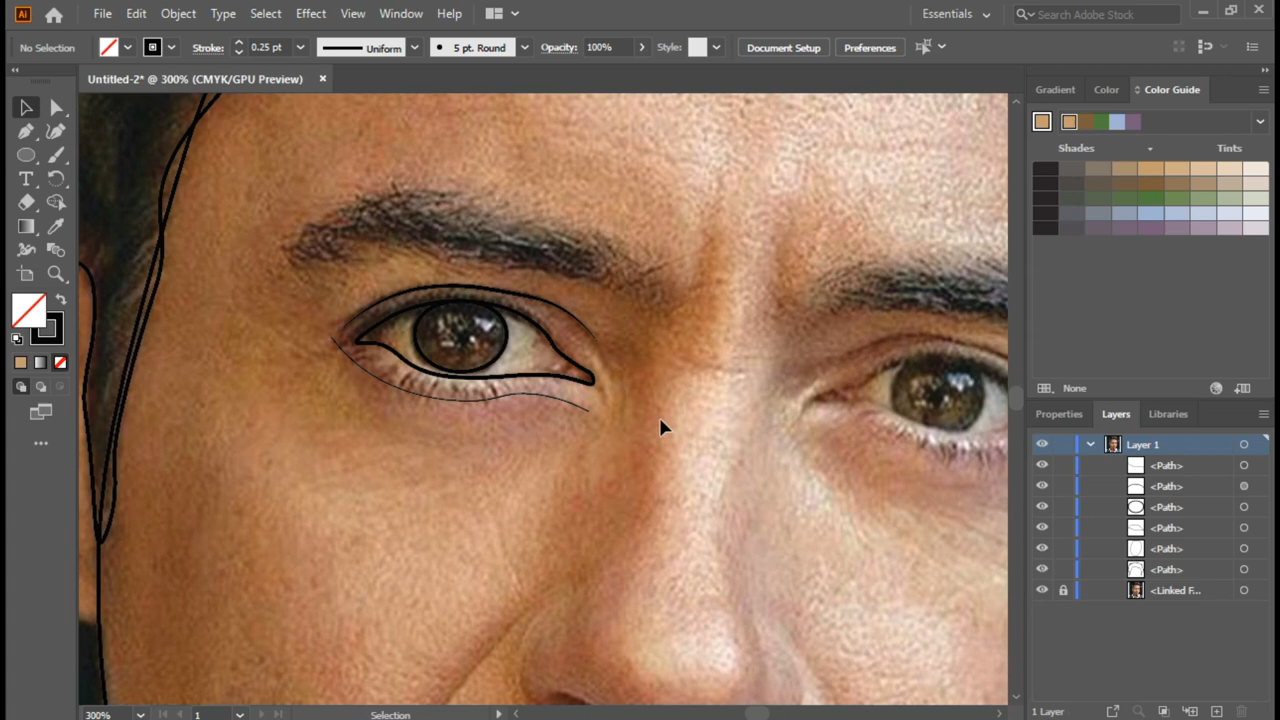 Ai File Edit Object Type Select Effect View Window Help Essentials Search Adobe Stock
No Selection Stroke: 0.25 pt Uniform 5 pt. Round Opacity: 100% Style: Document Setup Preferences
Untitled-2* @ 300% (CMYK/GPU Preview)
Gradient Color Color Guide
Shades Tints
None
Properties Layers Libraries
Layer 1
<Path>
<Path>
<Path>
<Path>
<Path>
<Path>
<Linked F...
1 Layer
300% 1 Selection